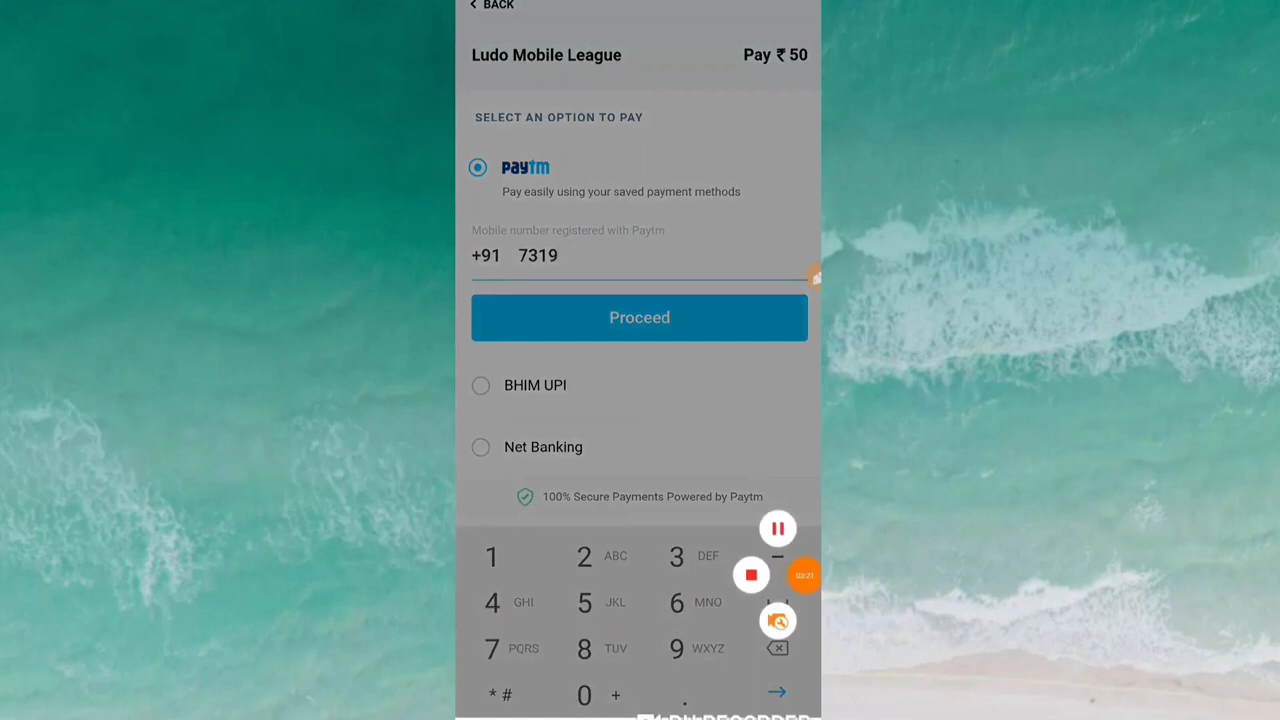 BACK
Ludo Mobile League Pay ₹ 50
SELECT AN OPTION TO PAY
paytm
Pay easily using your saved payment methods
Mobile number registered with Paytm
+91 7319
Proceed
BHIM UPI
Net Banking
100% Secure Payments Powered by Paytm
1 2 ABC 3 DEF −
03:21
4 GHI 5 JKL 6 MNO
7 PQRS 8 TUV 9 WXYZ
* # 0 + .